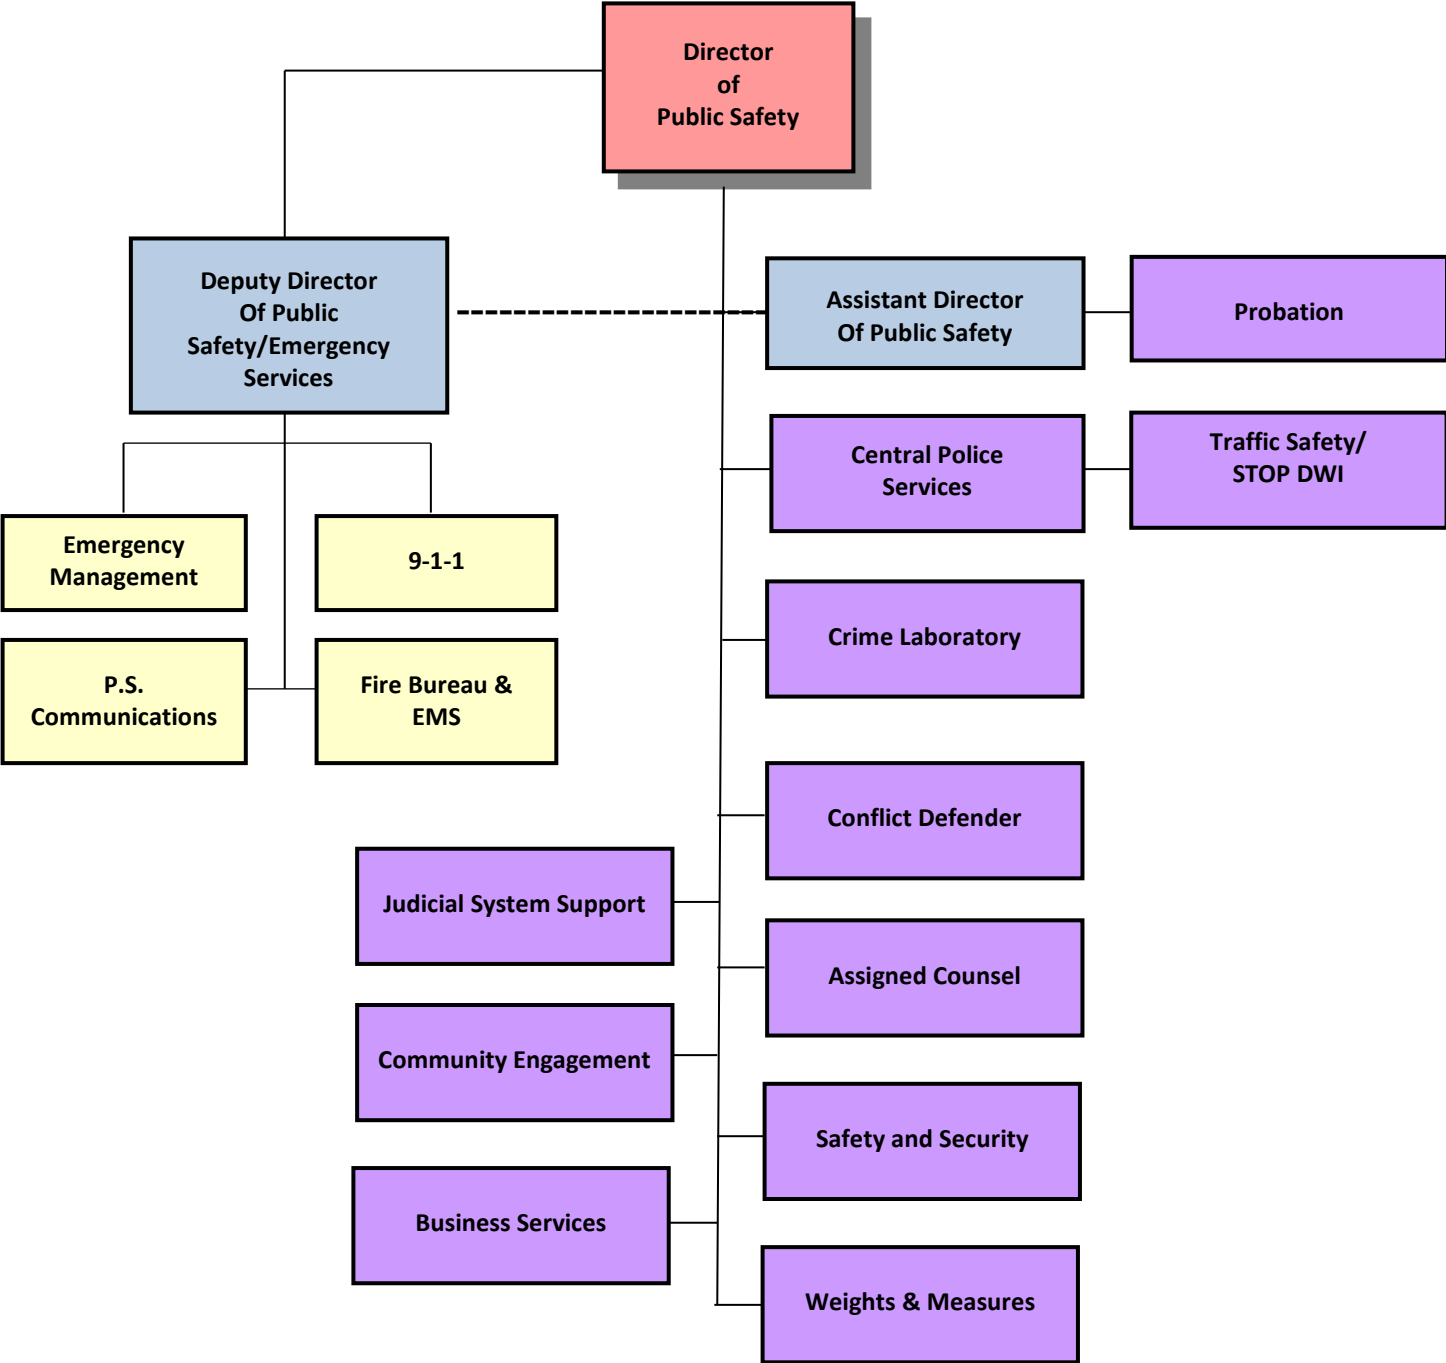 Director
of
Public Safety
Deputy Director
Of Public
Safety/Emergency
Services
Assistant Director
Of Public Safety
Probation
Central Police
Services
Traffic Safety/
STOP DWI
Emergency
Management
9-1-1
Crime Laboratory
P.S.
Communications
Fire Bureau &
EMS
Conflict Defender
Judicial System Support
Assigned Counsel
Community Engagement
Safety and Security
Business Services
Weights & Measures